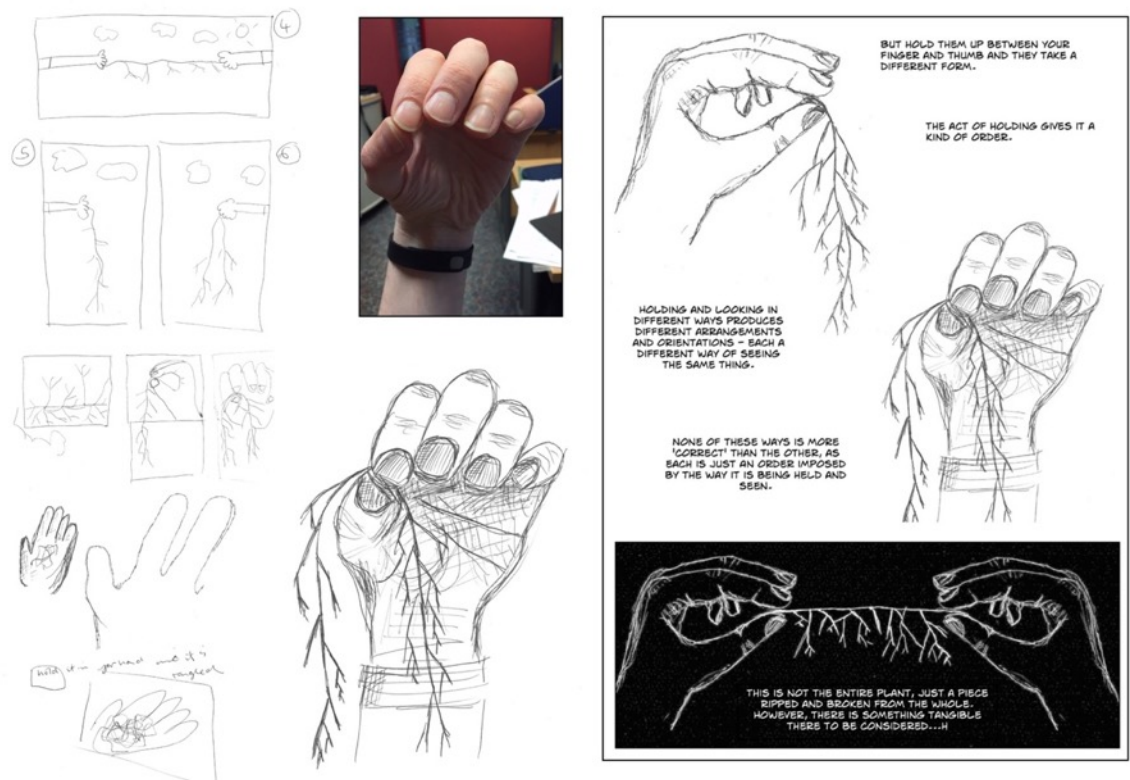 4
5
6
hold it in your hand and it is
tangled
BUT HOLD THEM UP BETWEEN YOUR
FINGER AND THUMB AND THEY TAKE A
DIFFERENT FORM.
THE ACT OF HOLDING GIVES IT A
KIND OF ORDER.
HOLDING AND LOOKING IN
DIFFERENT WAYS PRODUCES
DIFFERENT ARRANGEMENTS
AND ORIENTATIONS – EACH A
DIFFERENT WAY OF SEEING
THE SAME THING.
NONE OF THESE WAYS IS MORE
'CORRECT' THAN THE OTHER, AS
EACH IS JUST AN ORDER IMPOSED
BY THE WAY IT IS BEING HELD AND
SEEN.
THIS IS NOT THE ENTIRE PLANT, JUST A PIECE
RIPPED AND BROKEN FROM THE WHOLE.
HOWEVER, THERE IS SOMETHING TANGIBLE
THERE TO BE CONSIDERED...H